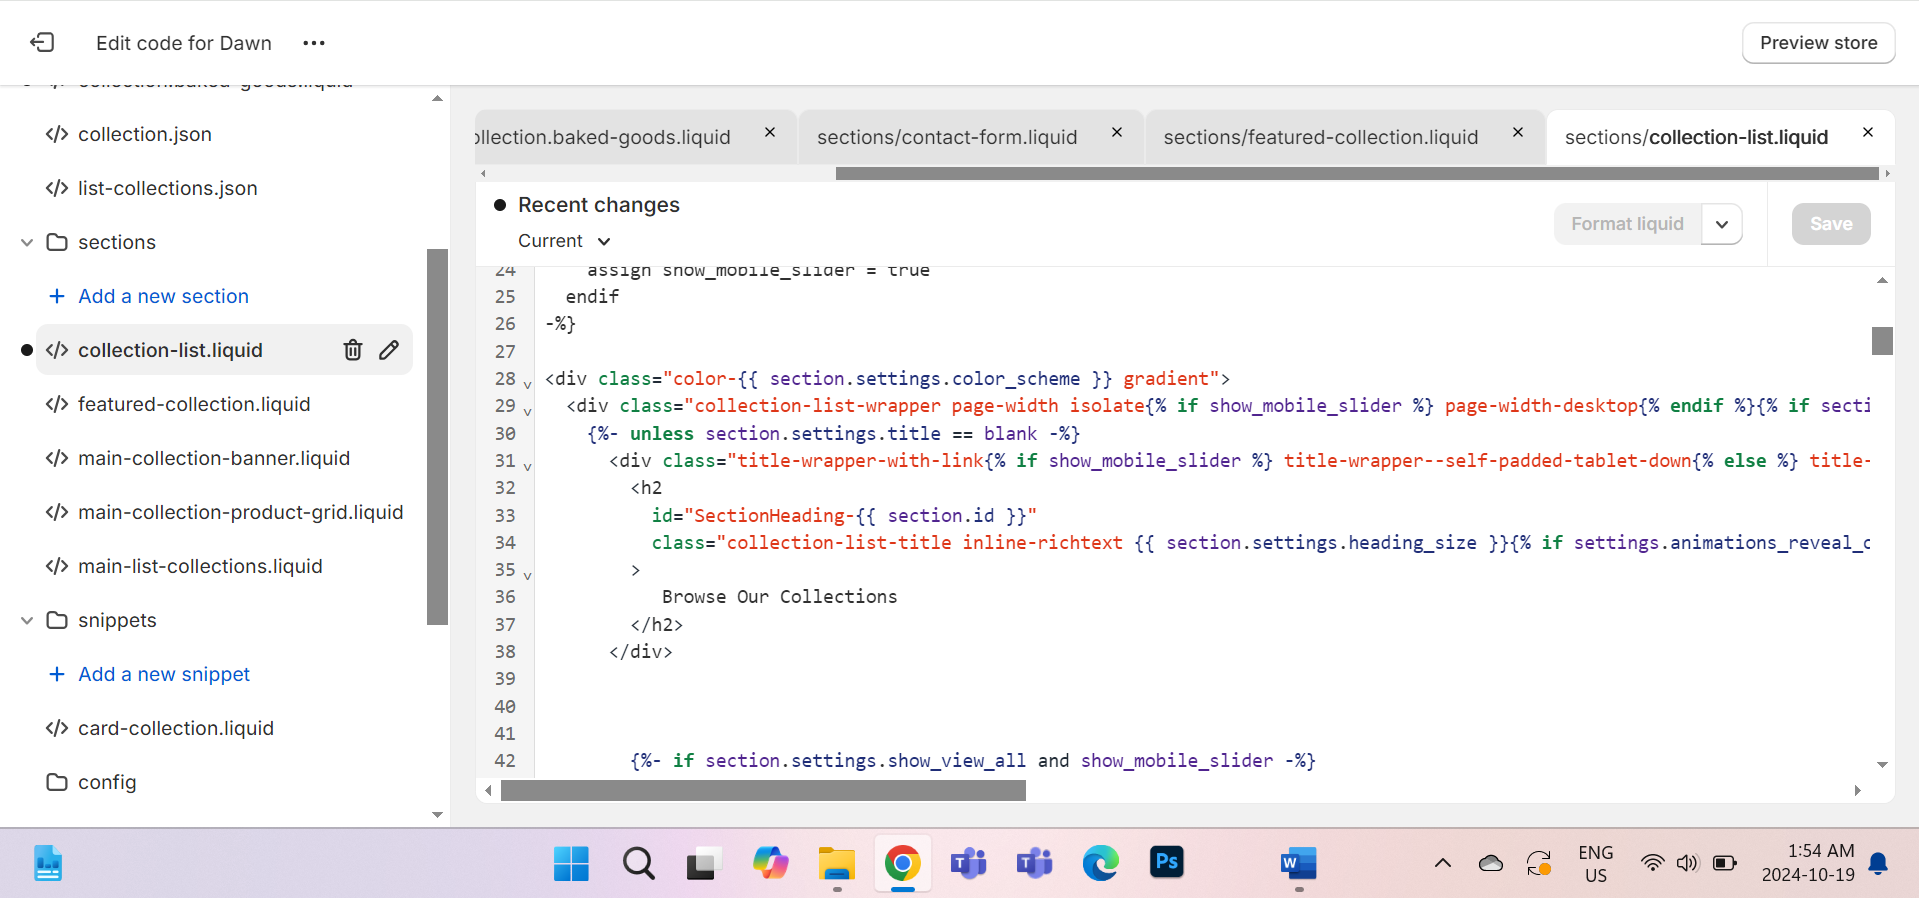 Edit code for Dawn
Preview store
collection.baked-goods.liquid
collection.json
list-collections.json
sections
Add a new section
collection-list.liquid
featured-collection.liquid
main-collection-banner.liquid
main-collection-product-grid.liquid
main-list-collections.liquid
snippets
Add a new snippet
card-collection.liquid
config
ollection.baked-goods.liquid
sections/contact-form.liquid
sections/featured-collection.liquid
sections/collection-list.liquid
Recent changes
Current
Format liquid
Save
24 assign show_mobile_slider = true
25 endif
26 -%}
27
28 <div class="color-{{ section.settings.color_scheme }} gradient">
29 <div class="collection-list-wrapper page-width isolate{% if show_mobile_slider %} page-width-desktop{% endif %}{% if secti
30 {%- unless section.settings.title == blank -%}
31 <div class="title-wrapper-with-link{% if show_mobile_slider %} title-wrapper--self-padded-tablet-down{% else %} title-
32 <h2
33 id="SectionHeading-{{ section.id }}"
34 class="collection-list-title inline-richtext {{ section.settings.heading_size }}{% if settings.animations_reveal_o
35 >
36 Browse Our Collections
37 </h2>
38 </div>
39
40
41
42 {%- if section.settings.show_view_all and show_mobile_slider -%}
Ps
W
T
T
ENG
US
1:54 AM
2024-10-19